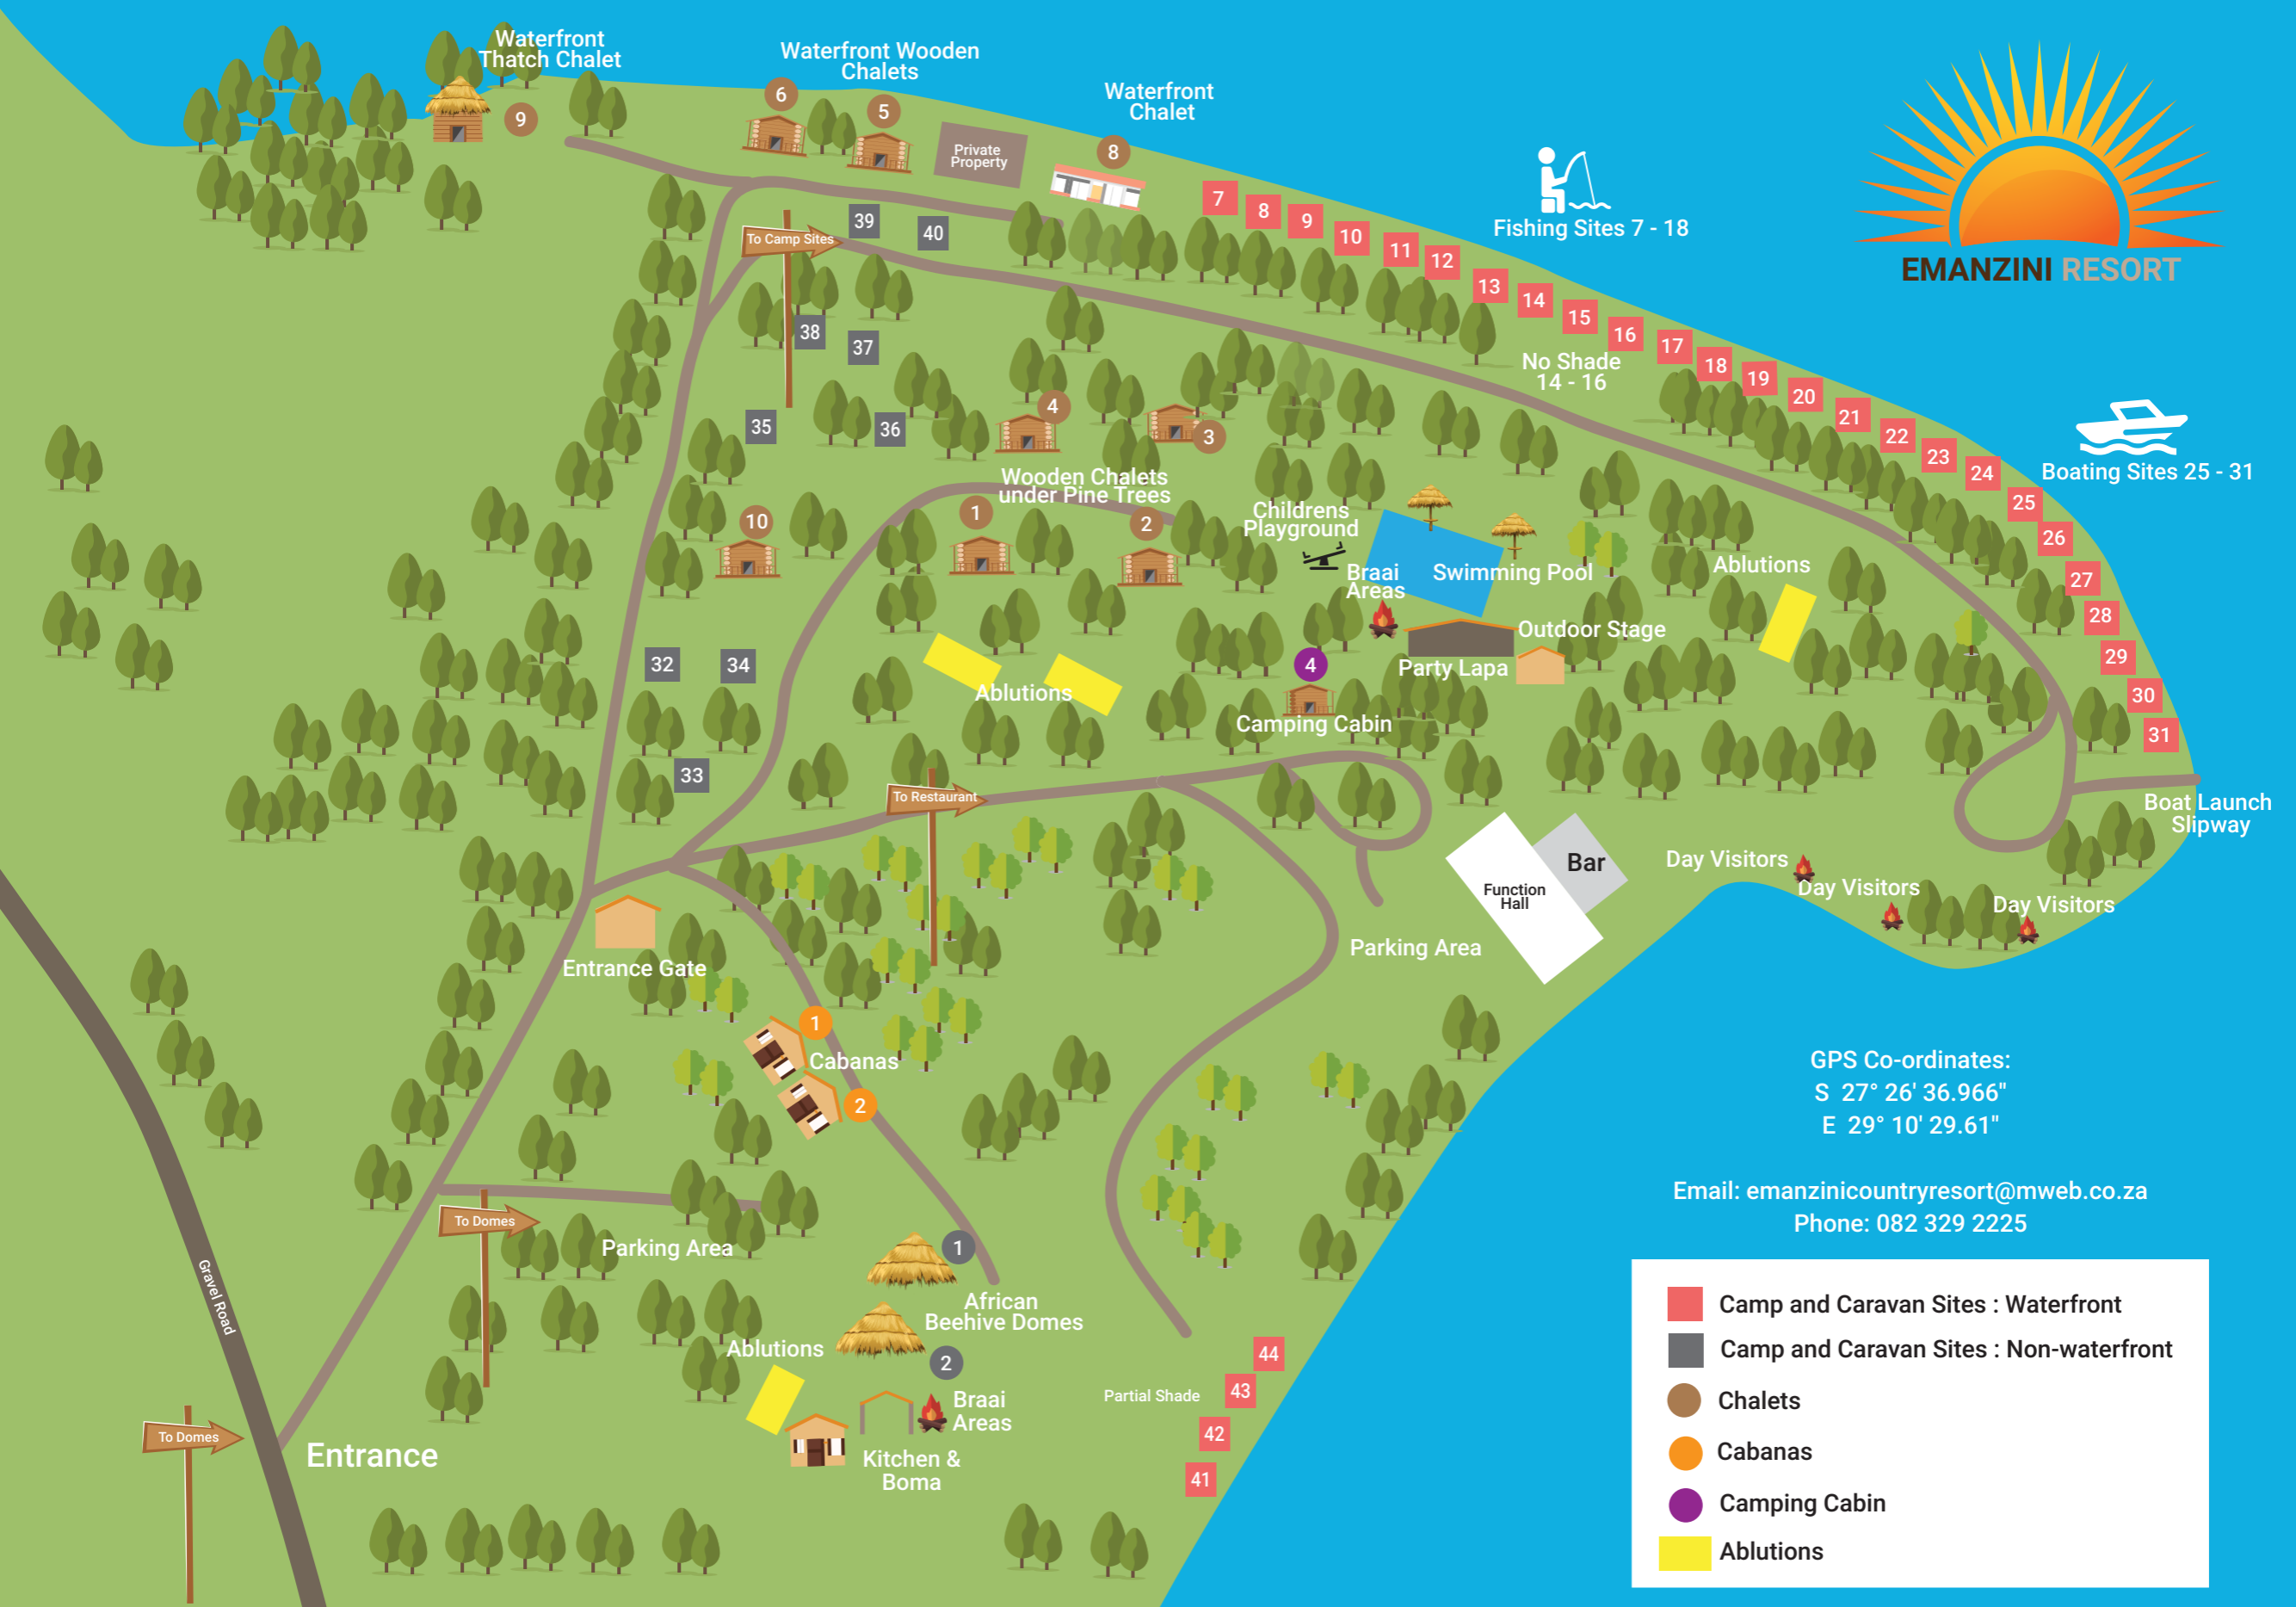 Waterfront
Thatch Chalet
9
Waterfront Wooden
Chalets
6
5
Private
Property
Waterfront
Chalet
8
Fishing Sites 7 - 18
EMANZINI RESORT
To Camp Sites
39
40
7
8
9
10
11
12
13
14
15
16
17
18
19
20
21
22
23
24
25
26
27
28
29
30
31
No Shade
14 - 16
Boating Sites 25 - 31
38
37
35
36
4
3
Wooden Chalets
under Pine Trees
1
2
10
Childrens
Playground
Braai
Areas
Swimming Pool
Ablutions
Outdoor Stage
Party Lapa
4
Camping Cabin
32
34
33
Ablutions
To Restaurant
Boat Launch
Slipway
Bar
Function
Hall
Day Visitors
Day Visitors
Day Visitors
Parking Area
Entrance Gate
1
Cabanas
2
GPS Co-ordinates:
S 27° 26' 36.966"
E 29° 10' 29.61"
Email: emanzinicountryresort@mweb.co.za
Phone: 082 329 2225
To Domes
Parking Area
1
African
Beehive Domes
2
Gravel Road
Ablutions
Braai
Areas
Kitchen &
Boma
To Domes
Entrance
Partial Shade
44
43
42
41
Camp and Caravan Sites : Waterfront
Camp and Caravan Sites : Non-waterfront
Chalets
Cabanas
Camping Cabin
Ablutions